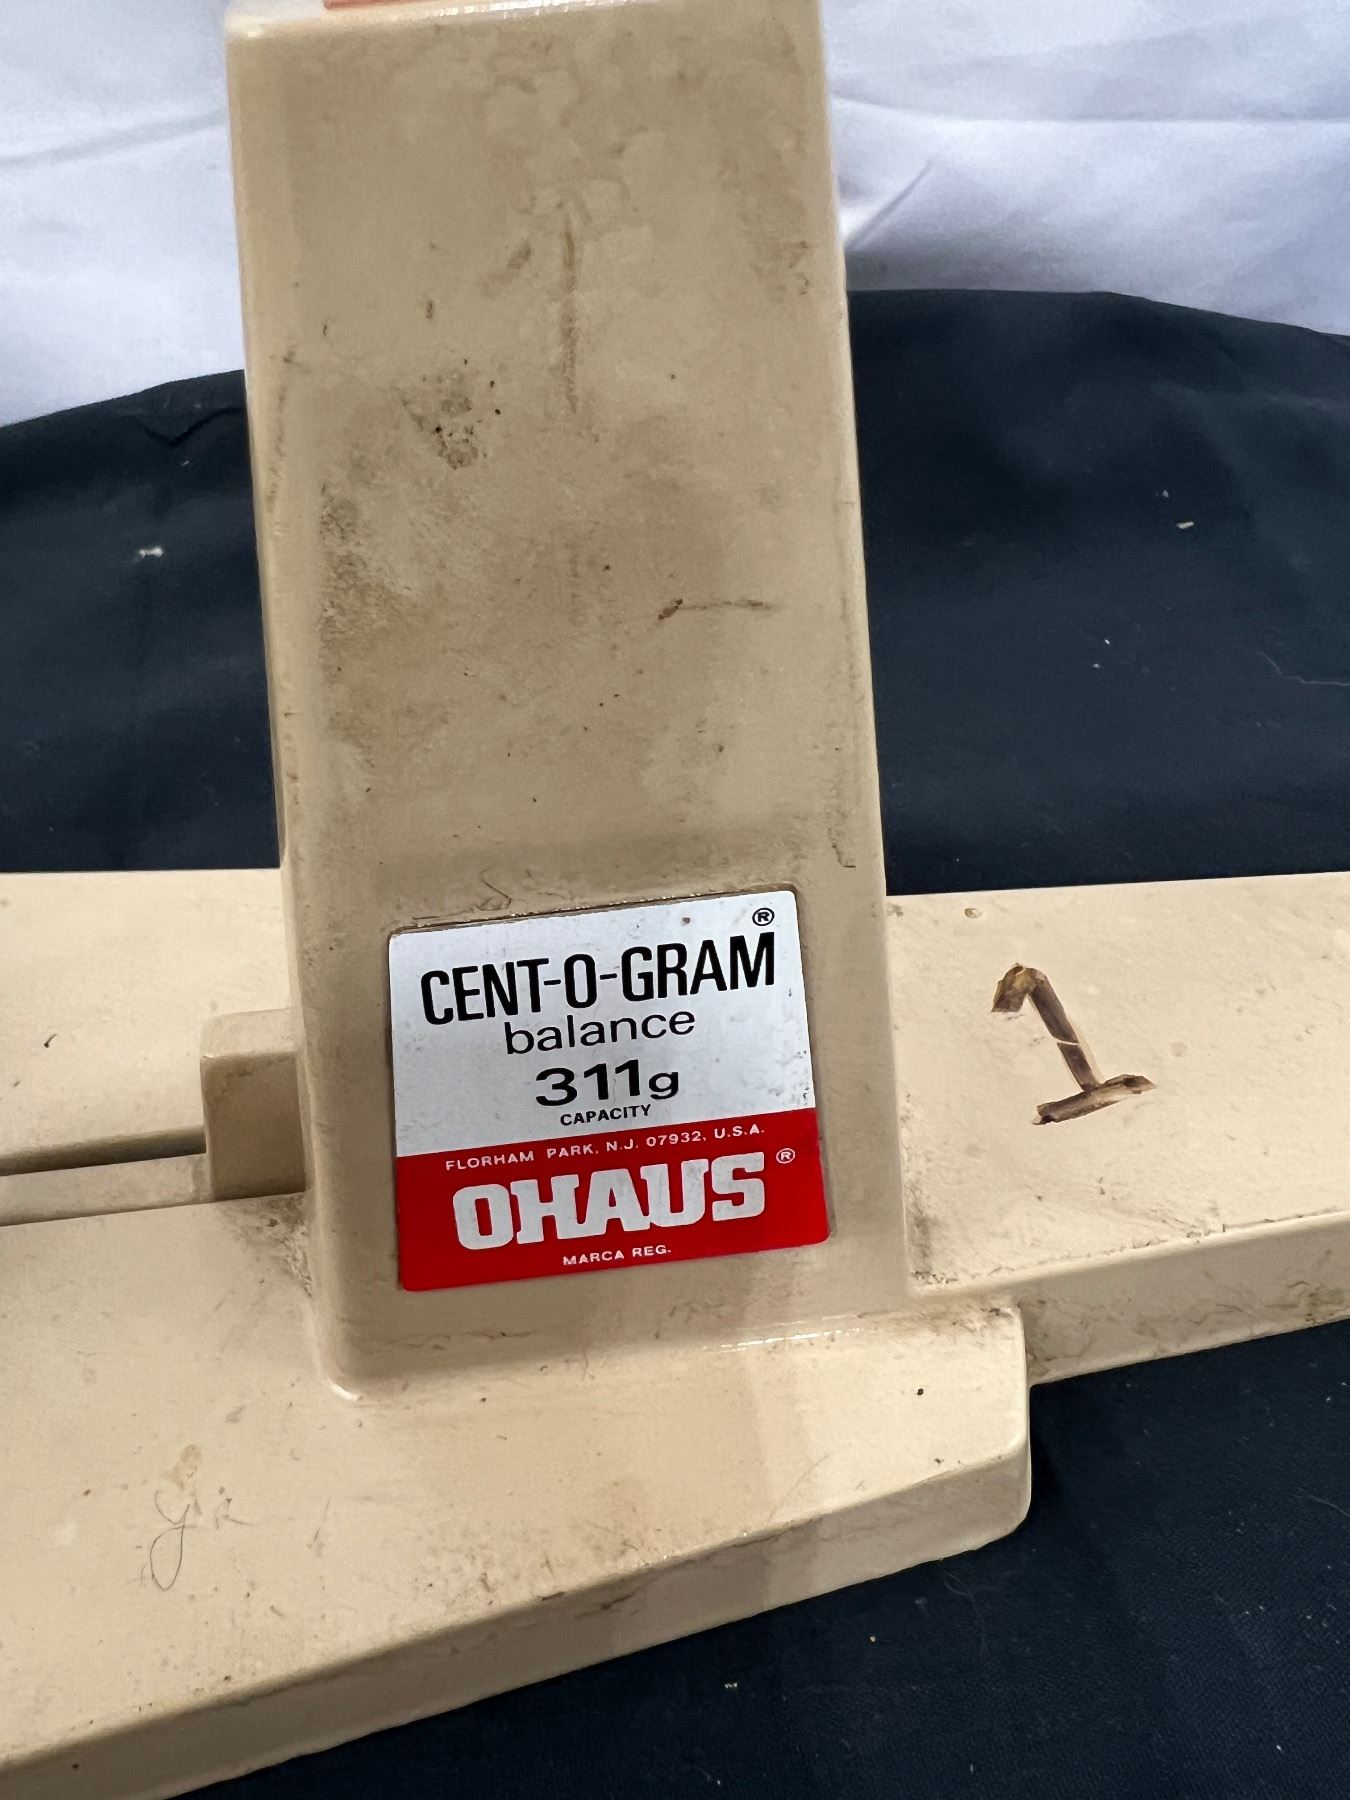 ®
CENT-O-GRAM
balance
311g
CAPACITY
FLORHAM PARK, N.J. 07932, U.S.A.
OHAUS®
MARCA REG.
1